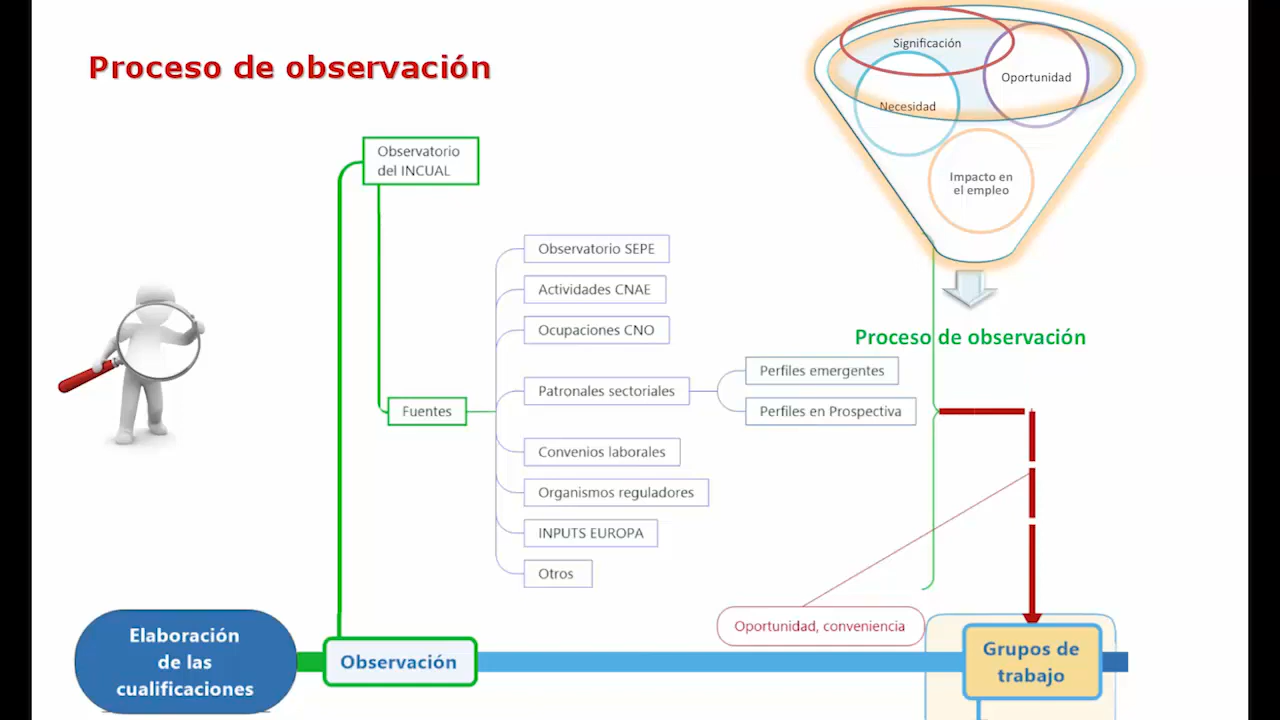 Proceso de observación
Significación
Oportunidad
Necesidad
Impacto en
el empleo
Proceso de observación
Observatorio
del INCUAL
Fuentes
Observatorio SEPE
Actividades CNAE
Ocupaciones CNO
Patronales sectoriales
Perfiles emergentes
Perfiles en Prospectiva
Convenios laborales
Organismos reguladores
INPUTS EUROPA
Otros
Oportunidad, conveniencia
Elaboración
de las
cualificaciones
Observación
Grupos de
trabajo